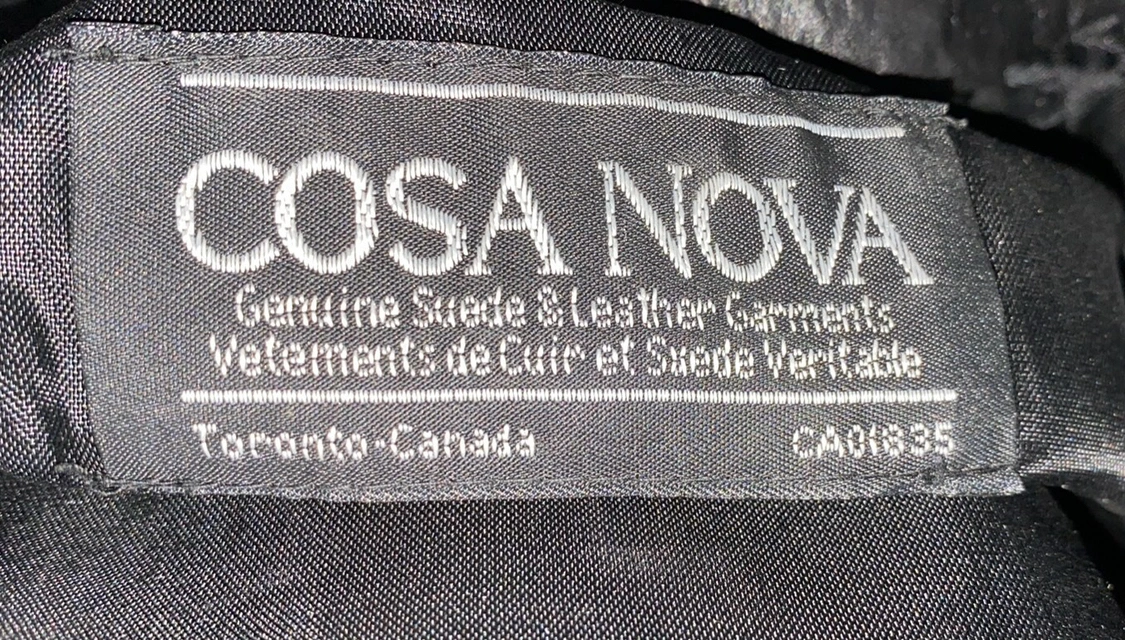 COSA NOVA
Genuine Suede & Leather Garments
Vetements de Cuir et Suede Veritable
Toronto-Canada CA01835